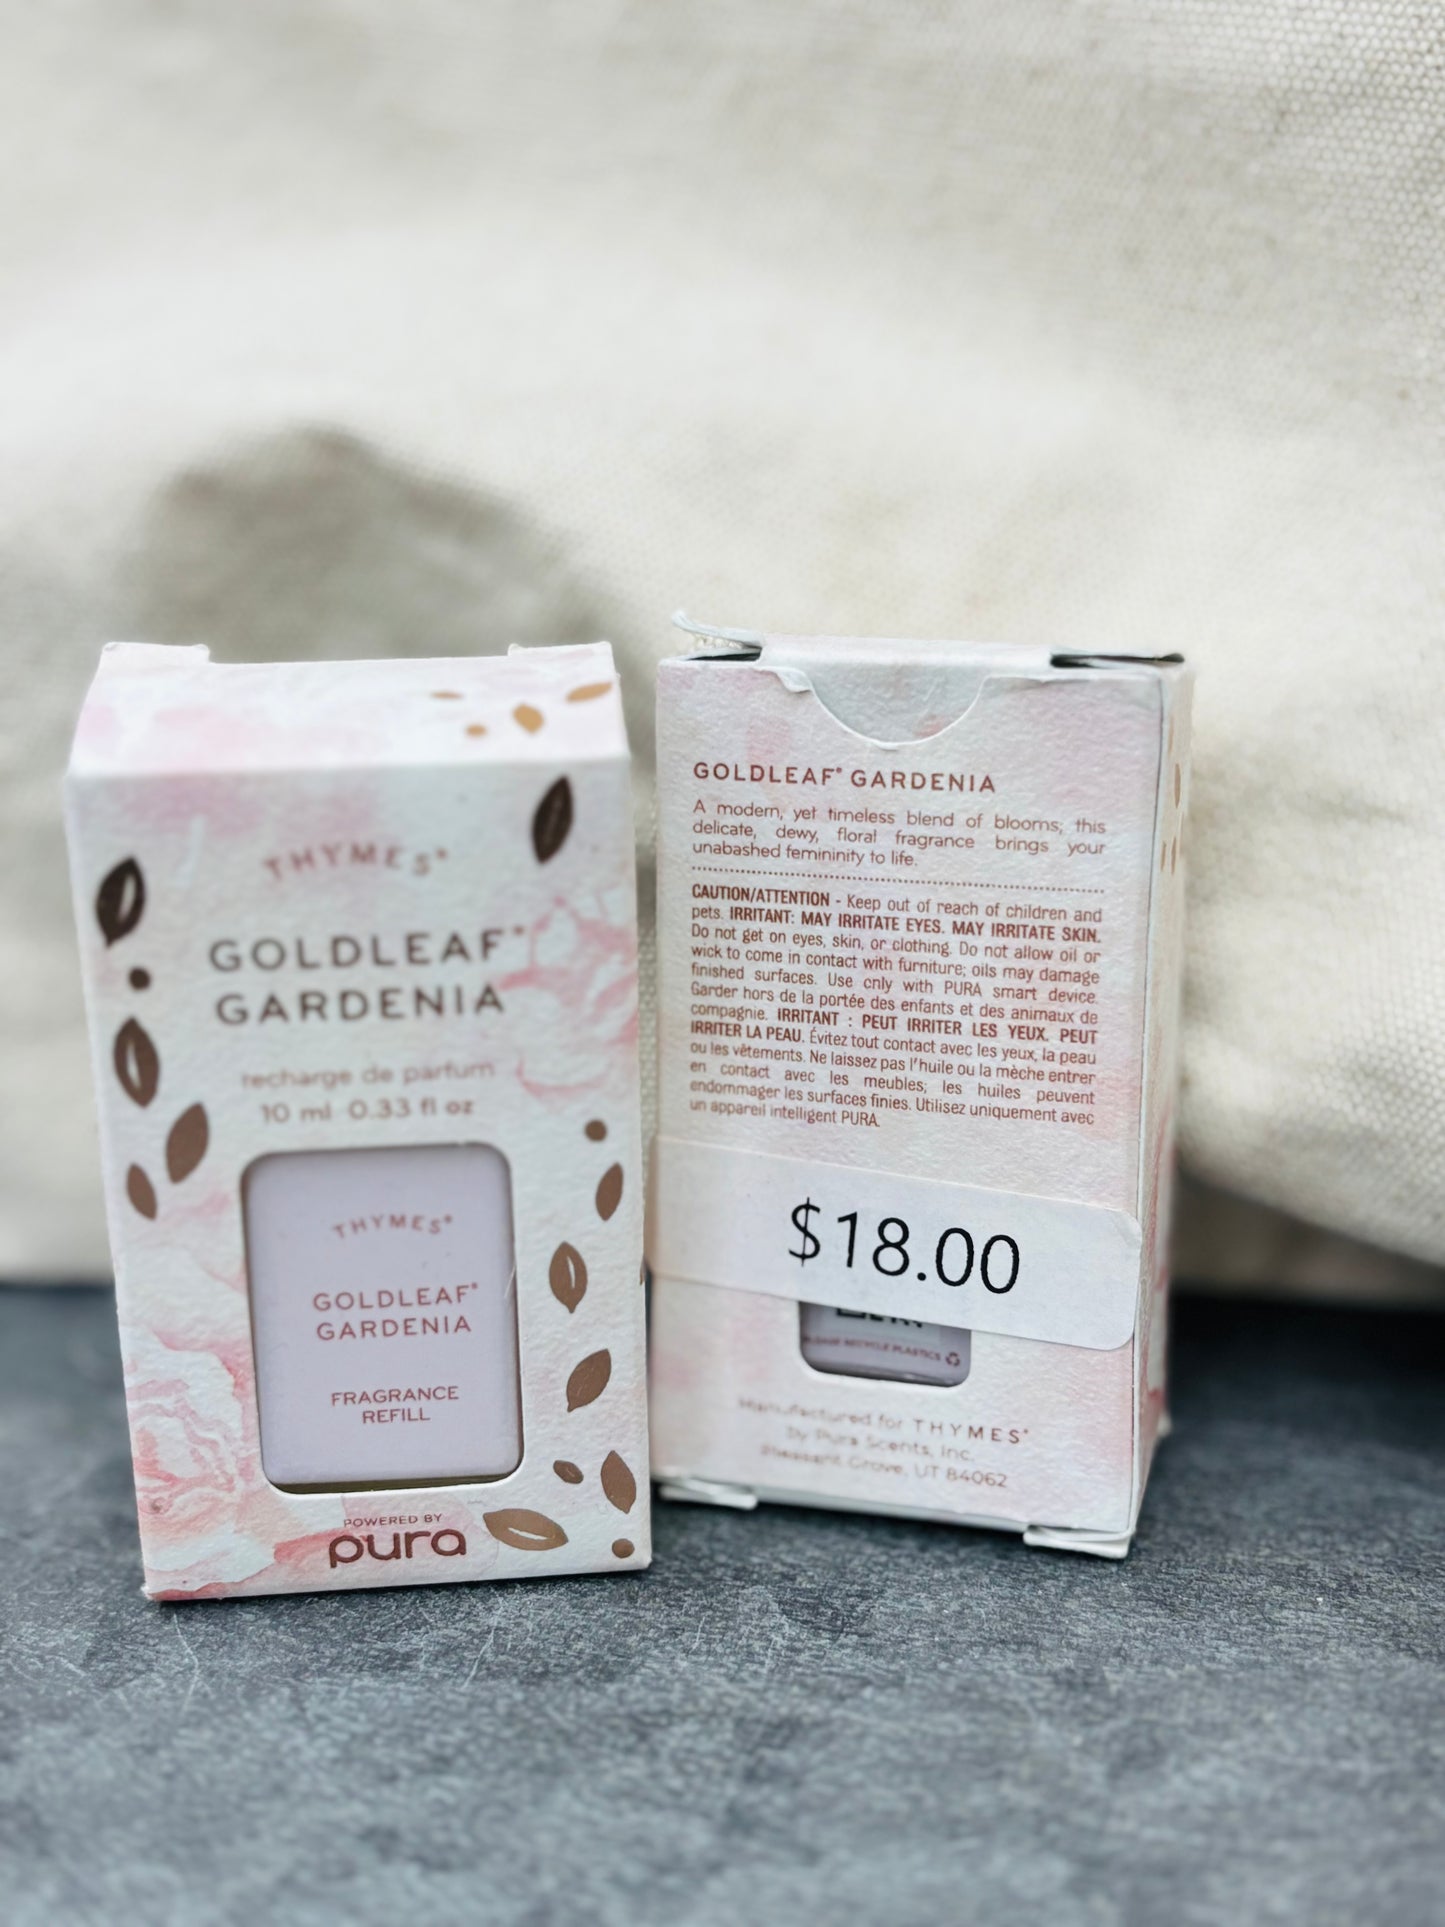 THYMES®
GOLDLEAF®
GARDENIA
recharge de parfum
10 ml 0.33 fl oz
THYMES®
GOLDLEAF®
GARDENIA
FRAGRANCE
REFILL
POWERED BY
pura
GOLDLEAF® GARDENIA
A modern, yet timeless blend of blooms; this
delicate, dewy, floral fragrance brings your
unabashed femininity to life.
CAUTION/ATTENTION - Keep out of reach of children and
pets. IRRITANT: MAY IRRITATE EYES. MAY IRRITATE SKIN.
Do not get on eyes, skin, or clothing. Do not allow oil or
wick to come in contact with furniture; oils may damage
finished surfaces. Use only with PURA smart device.
Garder hors de la portée des enfants et des animaux de
compagnie. IRRITANT : PEUT IRRITER LES YEUX. PEUT
IRRITER LA PEAU. Évitez tout contact avec les yeux, la peau
ou les vêtements. Ne laissez pas l'huile ou la mèche entrer
en contact avec les meubles; les huiles peuvent
endommager les surfaces finies. Utilisez uniquement avec
un appareil intelligent PURA.
$18.00
RECYCLE PLASTICS
Manufactured for THYMES®
By Pura Scents, Inc.
Pleasant Grove, UT 84062